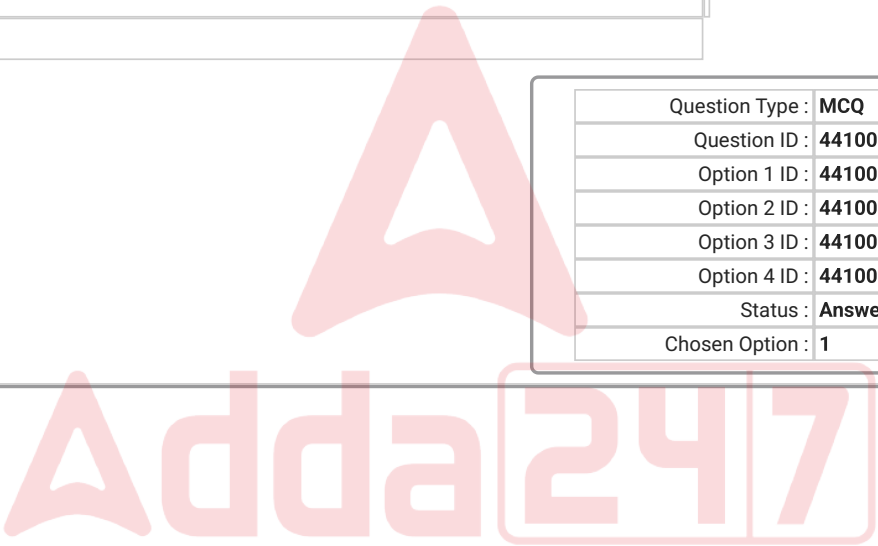 Question Type : MCQ
Question ID : 44100
Option 1 ID : 44100
Option 2 ID : 44100
Option 3 ID : 44100
Option 4 ID : 44100
Status : Answe
Chosen Option : 1
Adda247